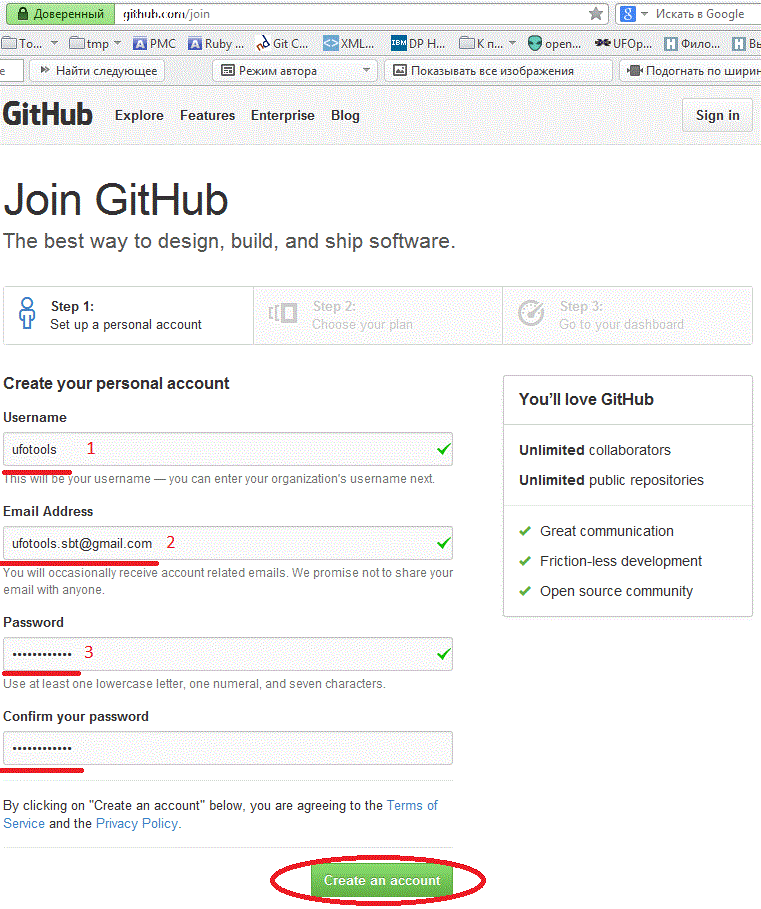 Доверенный github.com/join Искать в Google
То... tmp PMC Ruby ... Git C... XML... IBM DP H... К п... open... UFOp... H Фило... H Вы
е Найти следующее Режим автора Показывать все изображения Подогнать по ширин
GitHub Explore Features Enterprise Blog Sign in
Join GitHub
The best way to design, build, and ship software.
Step 1: Step 2: Step 3:
Set up a personal account Choose your plan Go to your dashboard
Create your personal account
Username
ufotools 1
This will be your username — you can enter your organization's username next.
Email Address
ufotools.sbt@gmail.com 2
You will occasionally receive account related emails. We promise not to share your
email with anyone.
Password
•••••••••••• 3
Use at least one lowercase letter, one numeral, and seven characters.
Confirm your password
••••••••••••
By clicking on "Create an account" below, you are agreeing to the Terms of
Service and the Privacy Policy.
Create an account
You'll love GitHub
Unlimited collaborators
Unlimited public repositories
Great communication
Friction-less development
Open source community